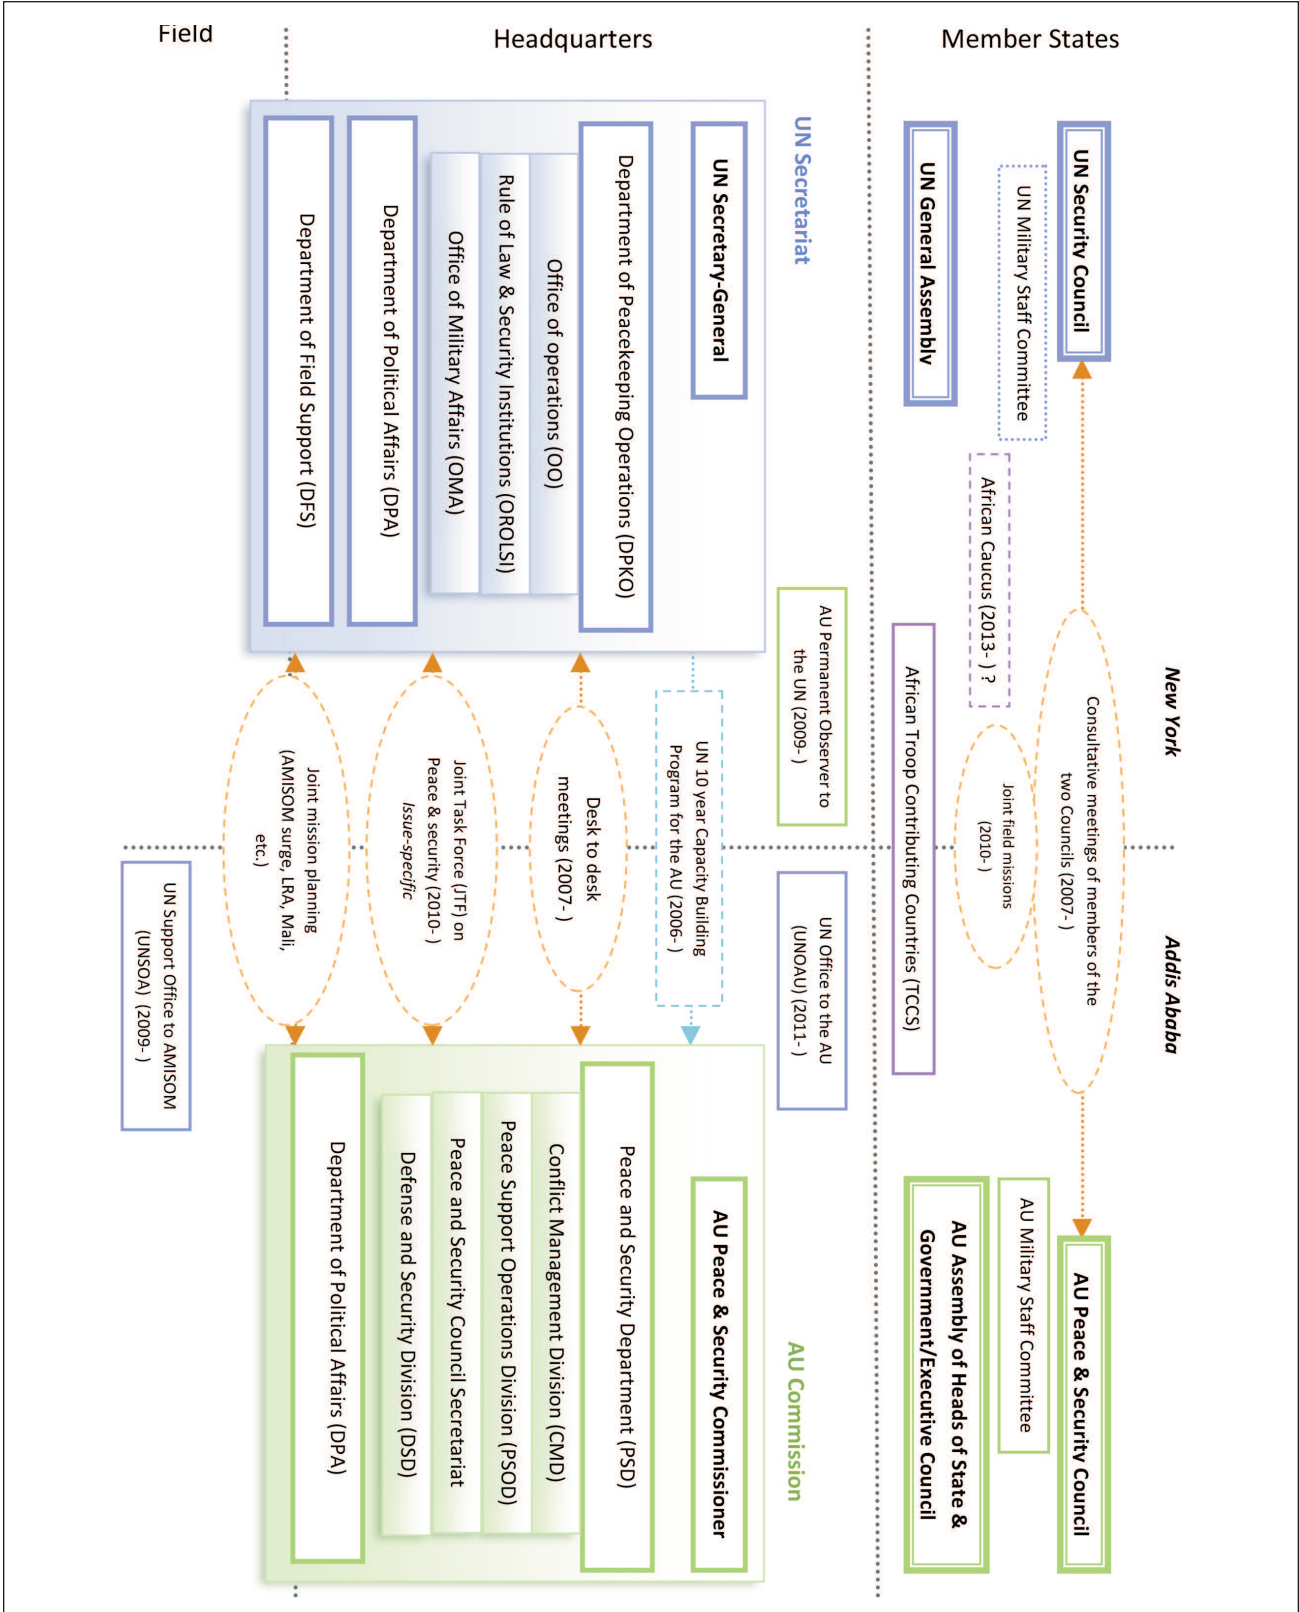 Field
Headquarters
Member States
New York
Addis Ababa
UN Security Council
UN Military Staff Committee
UN General Assembly
African Caucus (2013- ) ?
Consultative meetings of members of the
two Councils (2007- )
Joint field missions
(2010- )
African Troop Contributing Countries (TCCS)
AU Peace & Security Council
AU Military Staff Committee
AU Assembly of Heads of State &
Government/Executive Council
UN Secretariat
UN Secretary-General
Department of Peacekeeping Operations (DPKO)
Office of operations (OO)
Rule of Law & Security Institutions (OROLSI)
Office of Military Affairs (OMA)
Department of Political Affairs (DPA)
Department of Field Support (DFS)
AU Permanent Observer to
the UN (2009- )
UN Office to the AU
(UNOAU) (2011- )
UN 10 year Capacity Building
Program for the AU (2006- )
Desk to desk
meetings (2007- )
Joint Task Force (JTF) on
Peace & security (2010- )
Issue-specific
Joint mission planning
(AMISOM surge, LRA, Mali,
etc.)
UN Support Office to AMISOM
(UNSOA) (2009- )
AU Commission
AU Peace & Security Commissioner
Peace and Security Department (PSD)
Conflict Management Division (CMD)
Peace Support Operations Division (PSOD)
Peace and Security Council Secretariat
Defense and Security Division (DSD)
Department of Political Affairs (DPA)